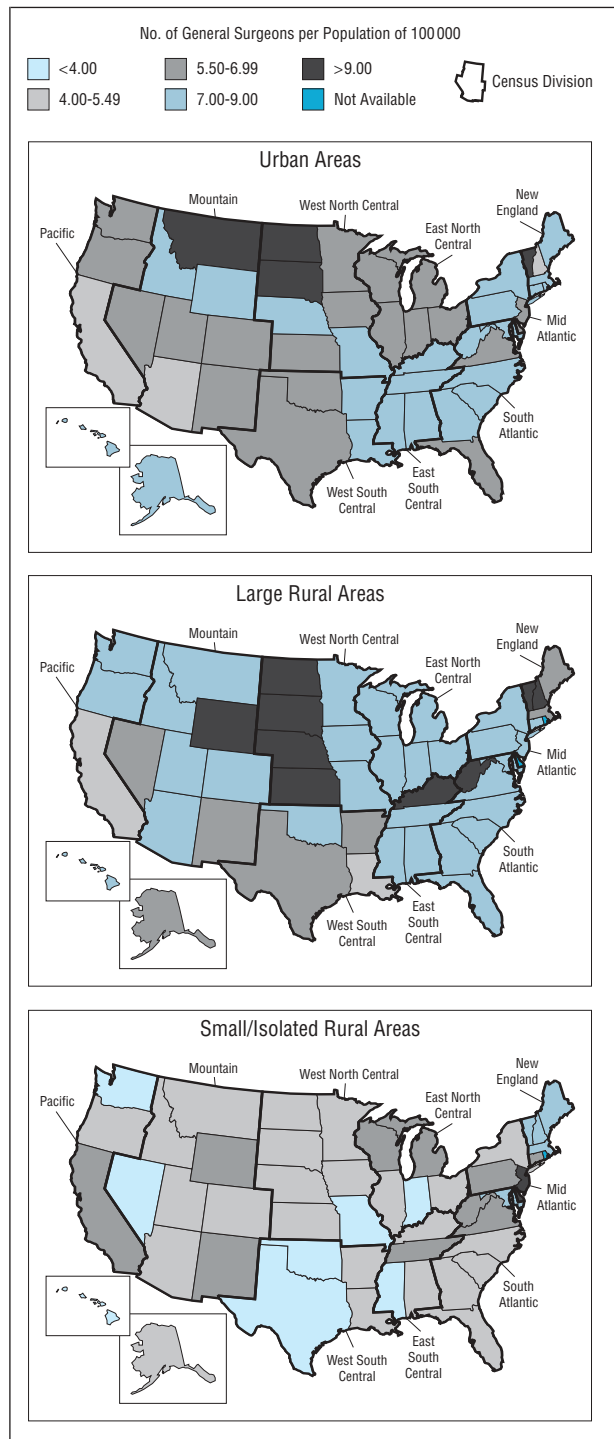 No. of General Surgeons per Population of 100 000
<4.00
5.50-6.99
>9.00
Census Division
4.00-5.49
7.00-9.00
Not Available
Urban Areas
Mountain
West North Central
New
England
East North
Central
Pacific
Mid
Atlantic
South
Atlantic
East
South
Central
West South
Central
Large Rural Areas
Mountain
West North Central
New
England
East North
Central
Pacific
Mid
Atlantic
South
Atlantic
East
South
Central
West South
Central
Small/Isolated Rural Areas
Mountain
West North Central
New
England
East North
Central
Pacific
Mid
Atlantic
South
Atlantic
East
South
Central
West South
Central